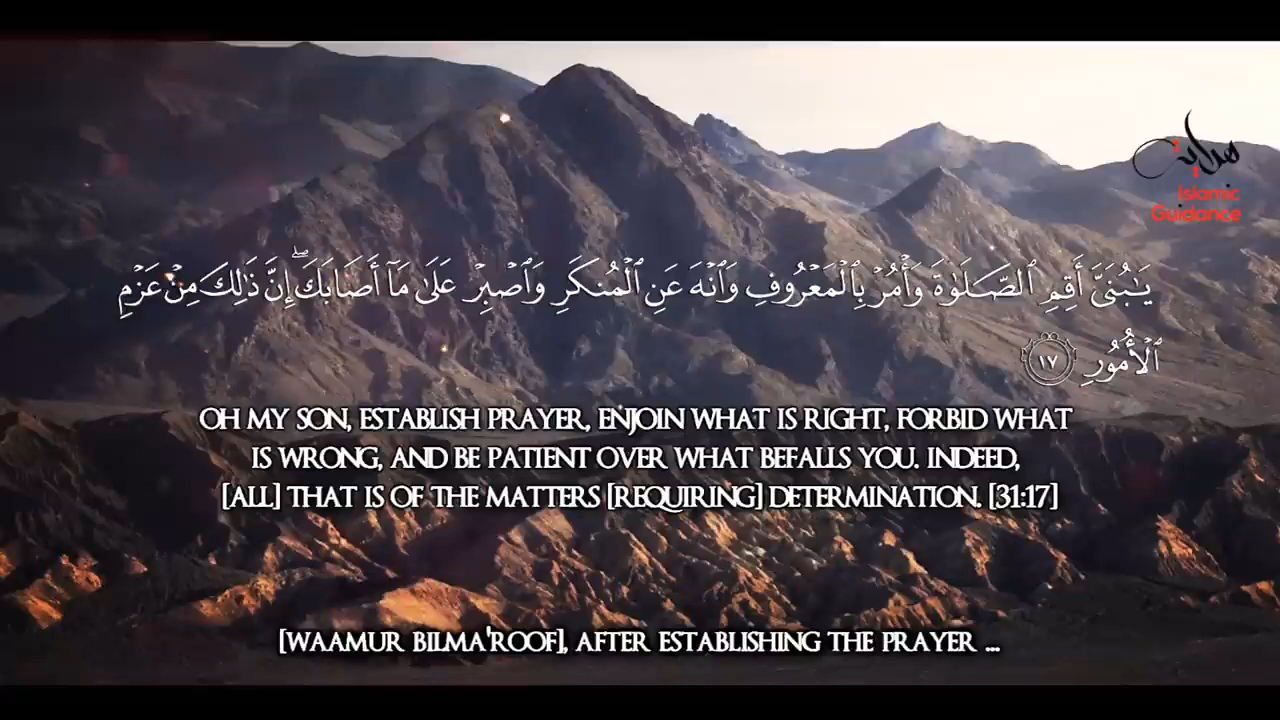 هداية
Islamic
Guidance
يَـٰبُنَىَّ أَقِمِ ٱلصَّلَوٰةَ وَأْمُرْ بِٱلْمَعْرُوفِ وَٱنْهَ عَنِ ٱلْمُنكَرِ وَٱصْبِرْ عَلَىٰ مَآ أَصَابَكَ ۖ إِنَّ ذَٰلِكَ مِنْ عَزْمِ
ٱلْأُمُورِ ١٧
OH MY SON, ESTABLISH PRAYER, ENJOIN WHAT IS RIGHT, FORBID WHAT
IS WRONG, AND BE PATIENT OVER WHAT BEFALLS YOU. INDEED,
[ALL] THAT IS OF THE MATTERS [REQUIRING] DETERMINATION. [31:17]
[WAAMUR BILMA'ROOF], AFTER ESTABLISHING THE PRAYER ...